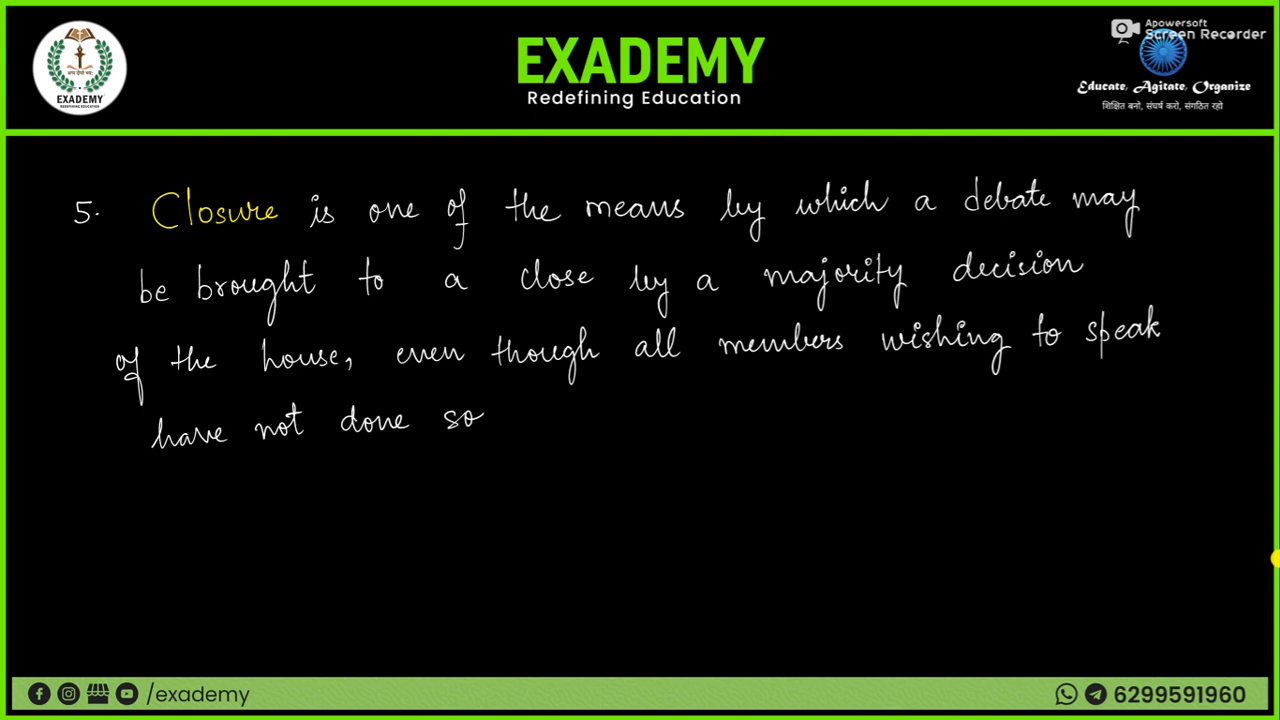 EXADEMY
Redefining Education
EXADEMY
REDEFINING EDUCATION
Apowersoft
Screen Recorder
Educate, Agitate, Organize
शिक्षित बनो, संघर्ष करो, संगठित रहो
5. Closure is one of the means by which a debate may
be brought to a close by a majority decision
of the house, even though all members wishing to speak
have not done so
/exademy
6299591960